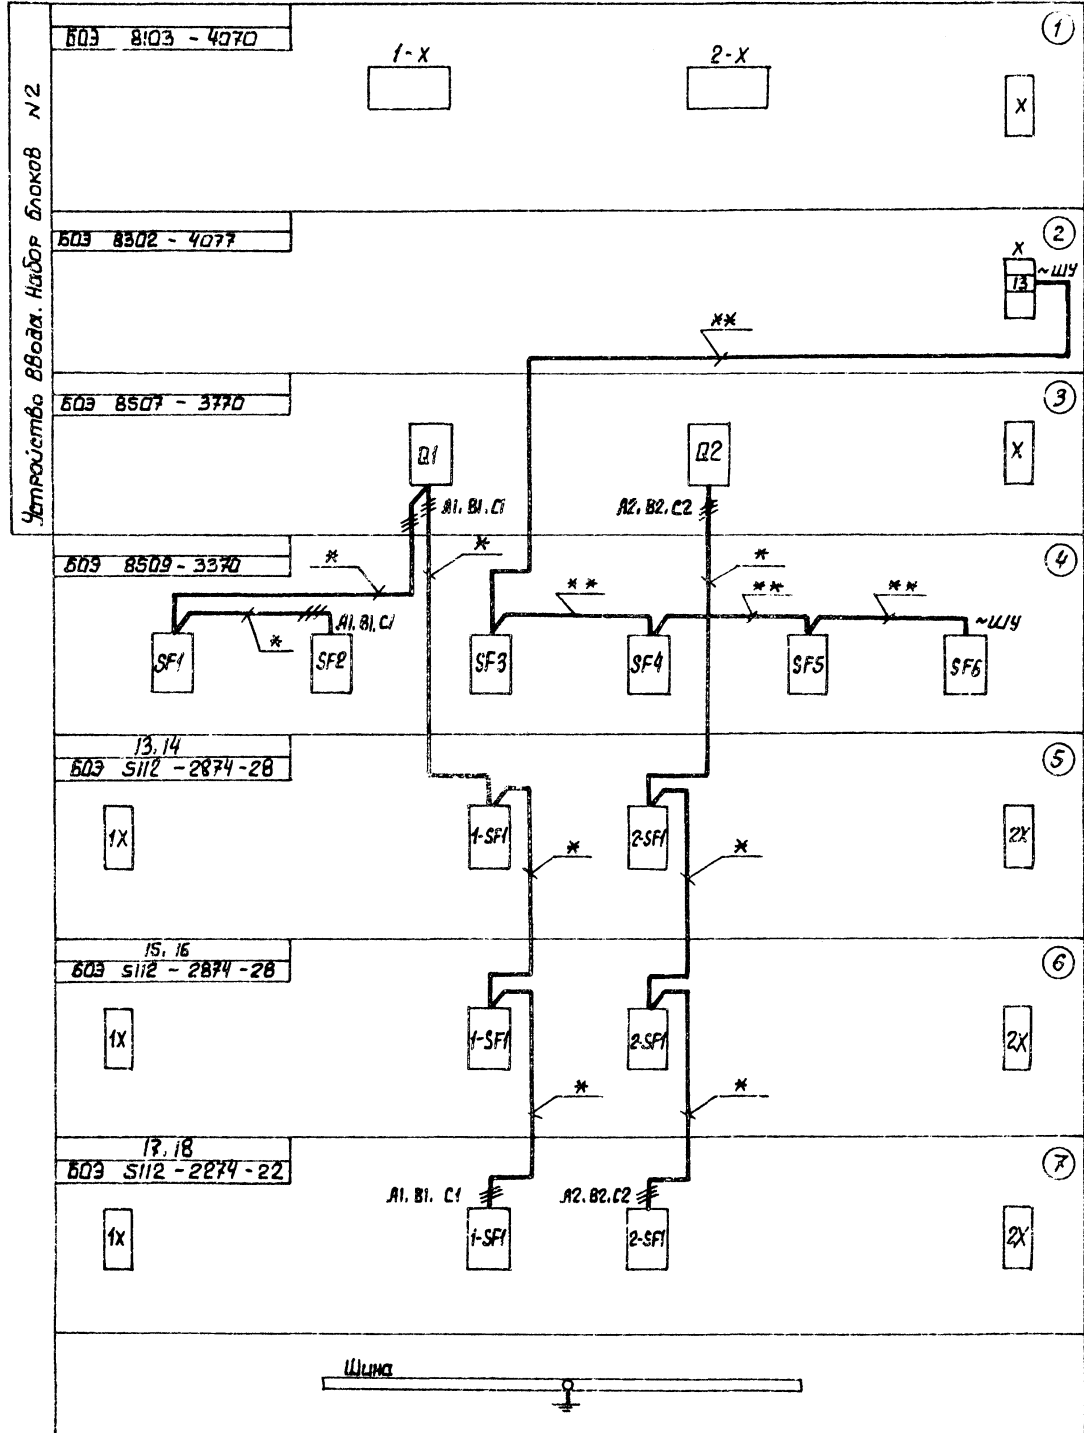 Устройство ввода. Набор блоков N2
БОЭ 8103 - 4070
1
1-X
2-X
X
БОЭ 8302 - 4077
2
X
13
~ШУ
**
БОЭ 8507 - 3770
3
Q1
Q2
X
A1. B1. C1
A2. B2. C2
БОЭ 8509 - 3370
4
*
*
*
**
**
**
*
A1. B1. C1
~ШУ
SF1
SF2
SF3
SF4
SF5
SF6
13, 14
БОЭ 5112 - 2874 - 28
5
1X
1-SF1
2-SF1
2X
*
*
15, 16
БОЭ 5112 - 2874 - 28
6
1X
1-SF1
2-SF1
2X
*
*
17, 18
БОЭ 5112 - 2274 - 22
7
A1. B1. C1
A2. B2. C2
1X
1-SF1
2-SF1
2X
Шина